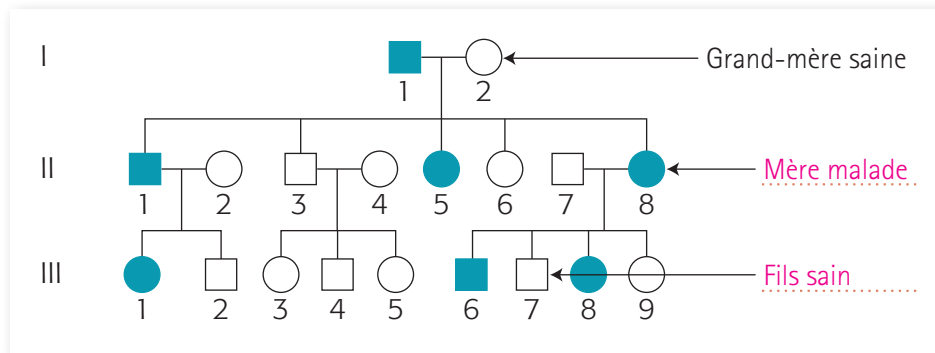 I
Grand-mère saine
1 2
II
Mère malade
1 2 3 4 5 6 7 8
III
Fils sain
1 2 3 4 5 6 7 8 9